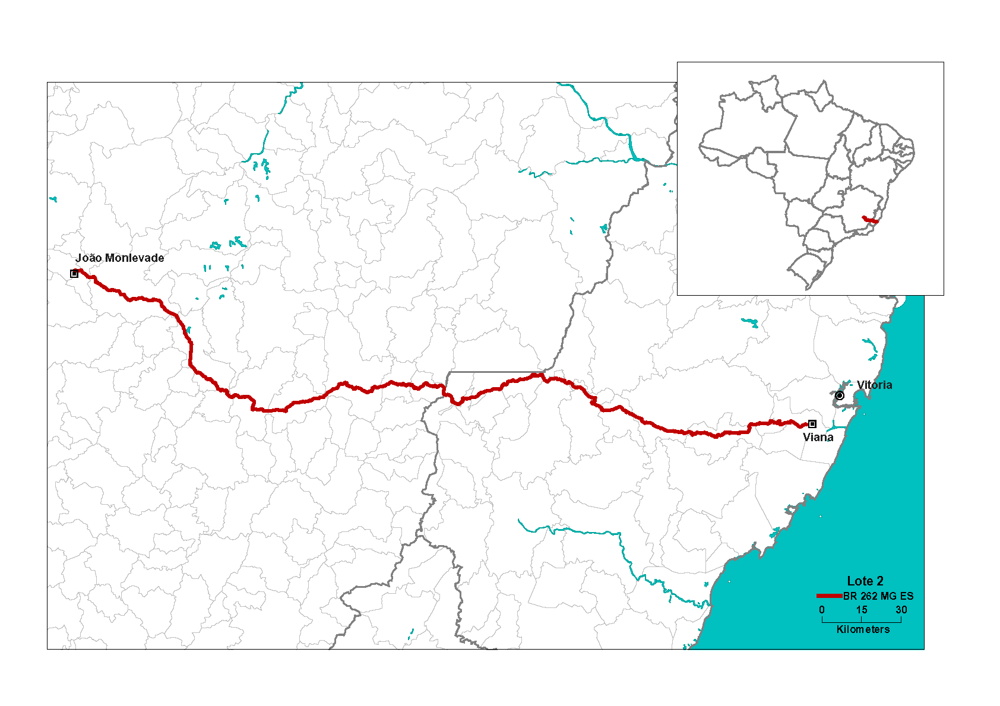 João Monlevade
Vitoria
Viana
Lote 2
BR 262 MG ES
0 15 30
Kilometers